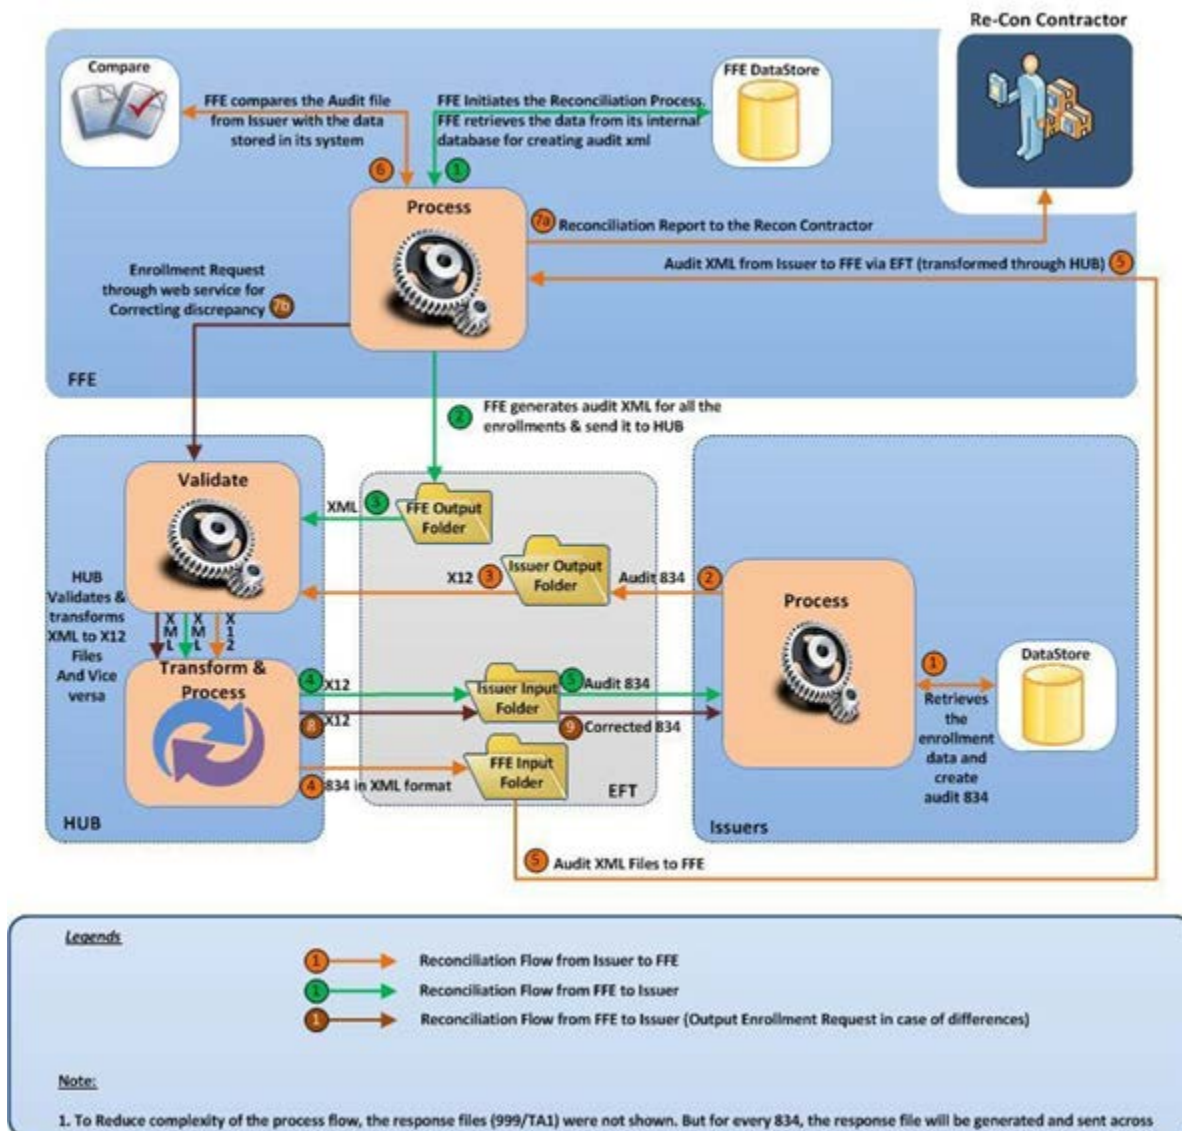 Re-Con Contractor
Compare
FFE compares the Audit file
from Issuer with the data
stored in its system
FFE Initiates the Reconciliation Process.
FFE retrieves the data from its internal
database for creating audit xml
FFE DataStore
6
1
Process
7a
Reconciliation Report to the Recon Contractor
Audit XML from Issuer to FFE via EFT (transformed through HUB)
5
Enrollment Request
through web service for
Correcting discrepancy
7b
FFE
2
FFE generates audit XML for all the
enrollments & send it to HUB
Validate
XML
3
FFE Output
Folder
X12
3
Issuer Output
Folder
Audit 834
2
Process
HUB
Validates &
transforms
XML to X12
Files
And Vice
versa
XML
XML
X12
Transform &
Process
4
X12
Issuer Input
Folder
5
Audit 834
8
X12
9
Corrected 834
4
834 in XML format
FFE Input
Folder
EFT
HUB
1
DataStore
Retrieves
the
enrollment
data and
create
audit 834
Issuers
5
Audit XML Files to FFE
Legends
1
Reconciliation Flow from Issuer to FFE
1
Reconciliation Flow from FFE to Issuer
1
Reconciliation Flow from FFE to Issuer (Output Enrollment Request in case of differences)
Note:
1. To Reduce complexity of the process flow, the response files (999/TA1) were not shown. But for every 834, the response file will be generated and sent across